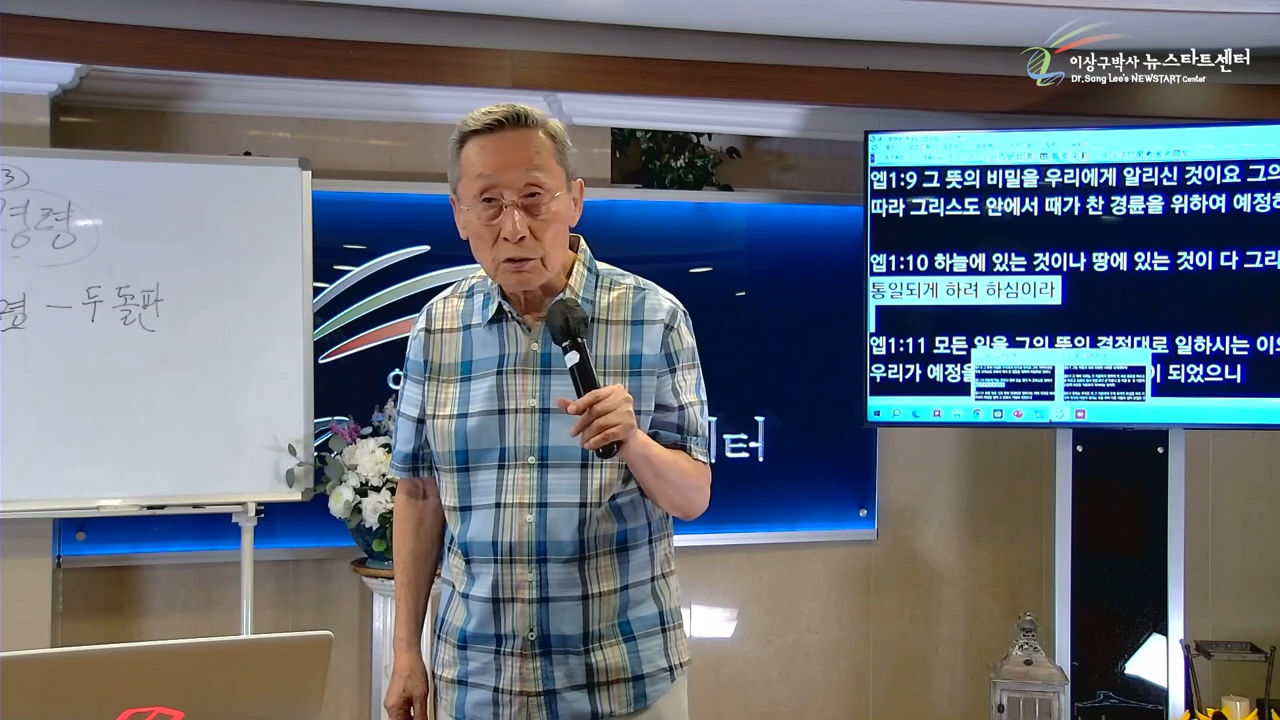 이상구박사 뉴스타트센터
Dr. Sang Lee's NEWSTART Center
3
경령
렴 - 두 돌판
엡1:9 그 뜻의 비밀을 우리에게 알리신 것이요 그의
따라 그리스도 안에서 때가 찬 경륜을 위하여 예정하
엡1:10 하늘에 있는 것이나 땅에 있는 것이 다 그리
통일되게 하려 하심이라
엡1:11 모든 일을 그의 뜻의 결정대로 일하시는 이의
우리가 예정을 이 되었으니
터